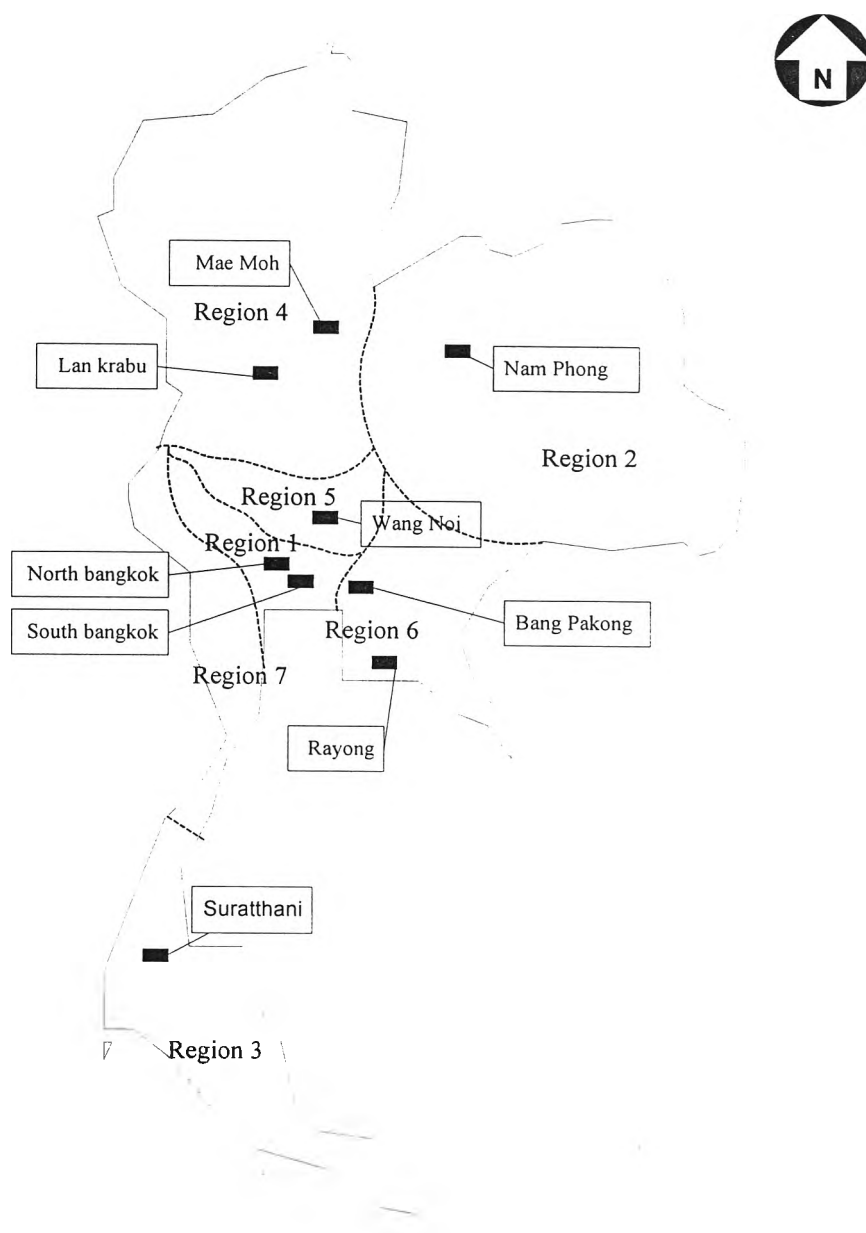 N
Mae Moh
Region 4
Lan krabu
Nam Phong
Region 2
Region 5
Wang Noi
Region 1
North bangkok
South bangkok
Bang Pakong
Region 6
Region 7
Rayong
Suratthani
Region 3